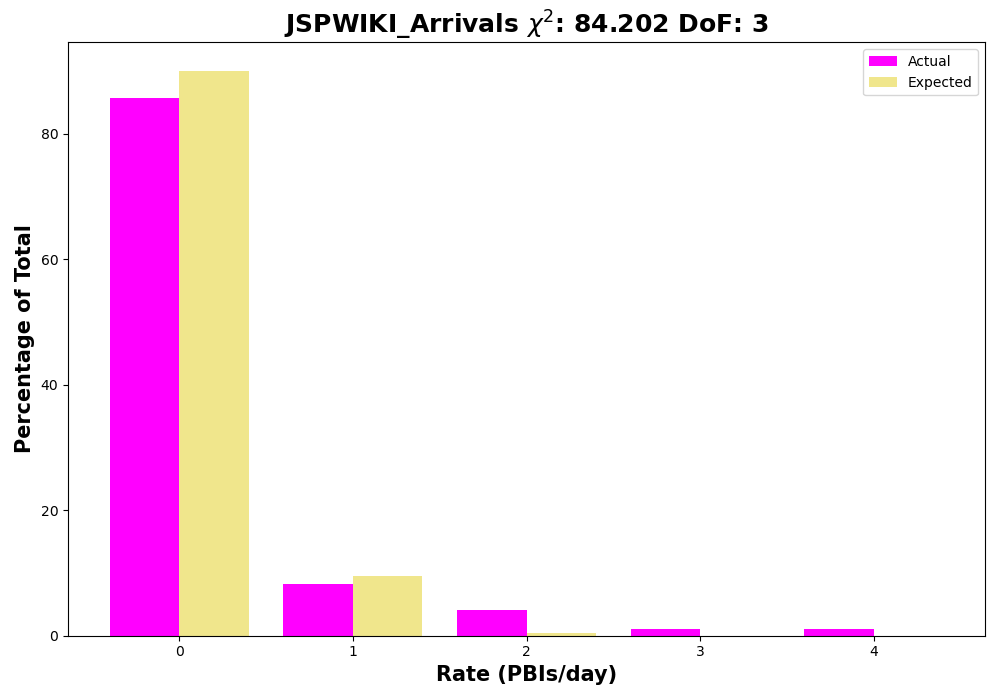 JSPWIKI_Arrivals χ²: 84.202 DoF: 3
Actual
Expected
Percentage of Total
80
60
40
20
0
0 1 2 3 4
Rate (PBIs/day)